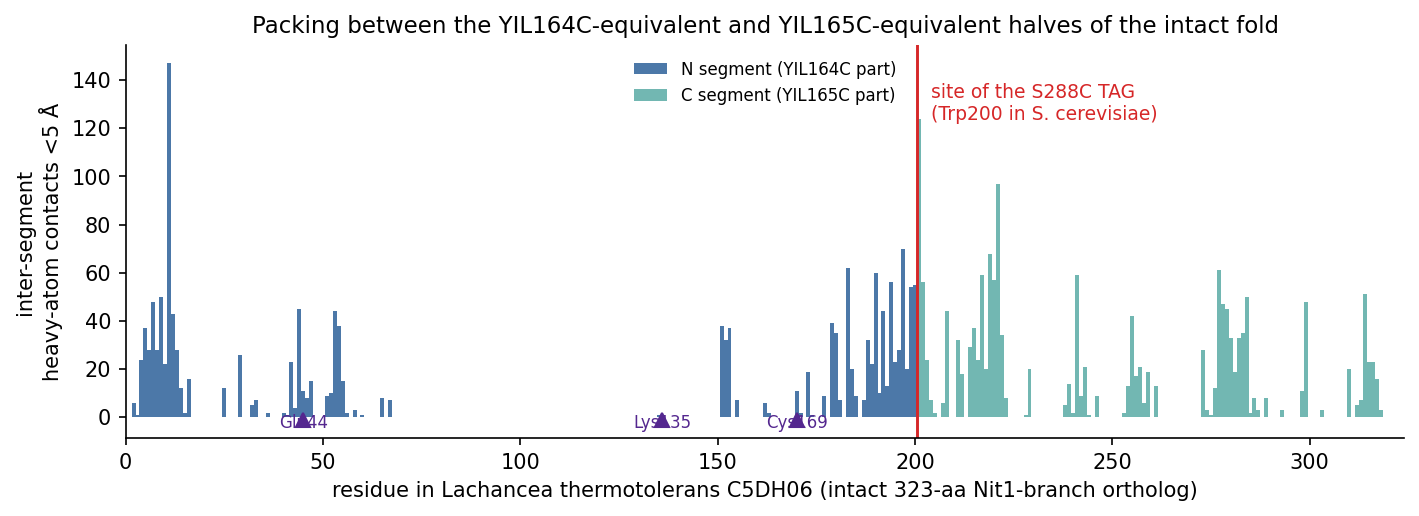 Packing between the YIL164C-equivalent and YIL165C-equivalent halves of the intact fold
inter-segment
heavy-atom contacts <5 Å
140
120
100
80
60
40
20
0
N segment (YIL164C part)
C segment (YIL165C part)
site of the S288C TAG
(Trp200 in S. cerevisiae)
0
50
100
150
200
250
300
residue in Lachancea thermotolerans C5DH06 (intact 323-aa Nit1-branch ortholog)